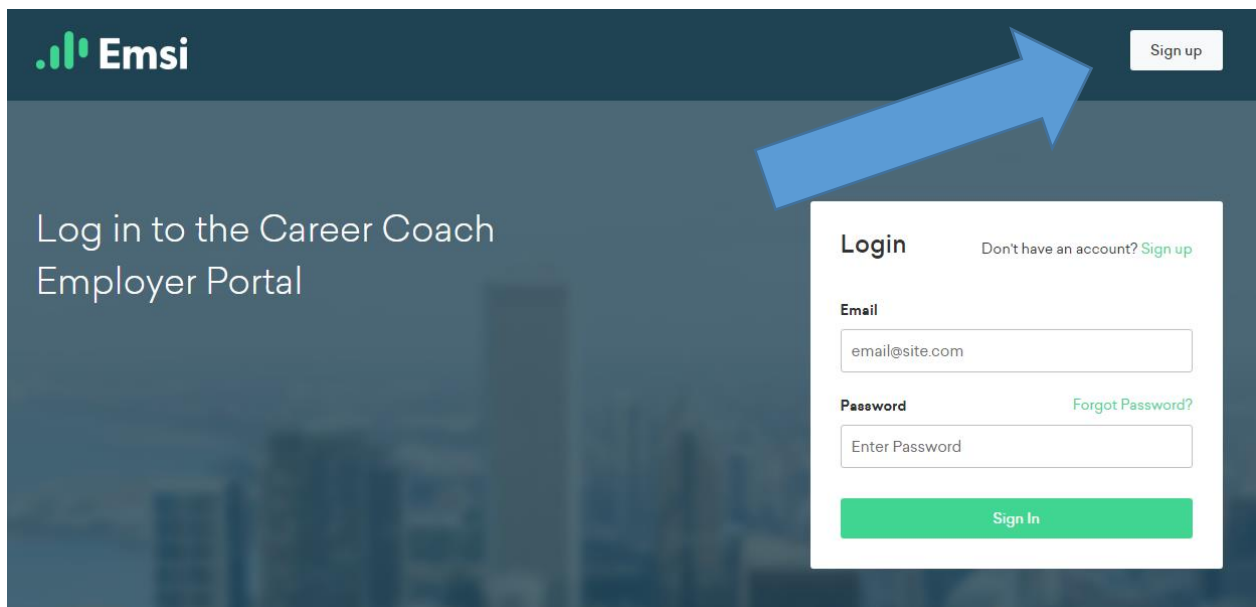 Emsi
Sign up
Log in to the Career Coach
Employer Portal
Login
Don't have an account? Sign up
Email
email@site.com
Password
Forgot Password?
Enter Password
Sign In